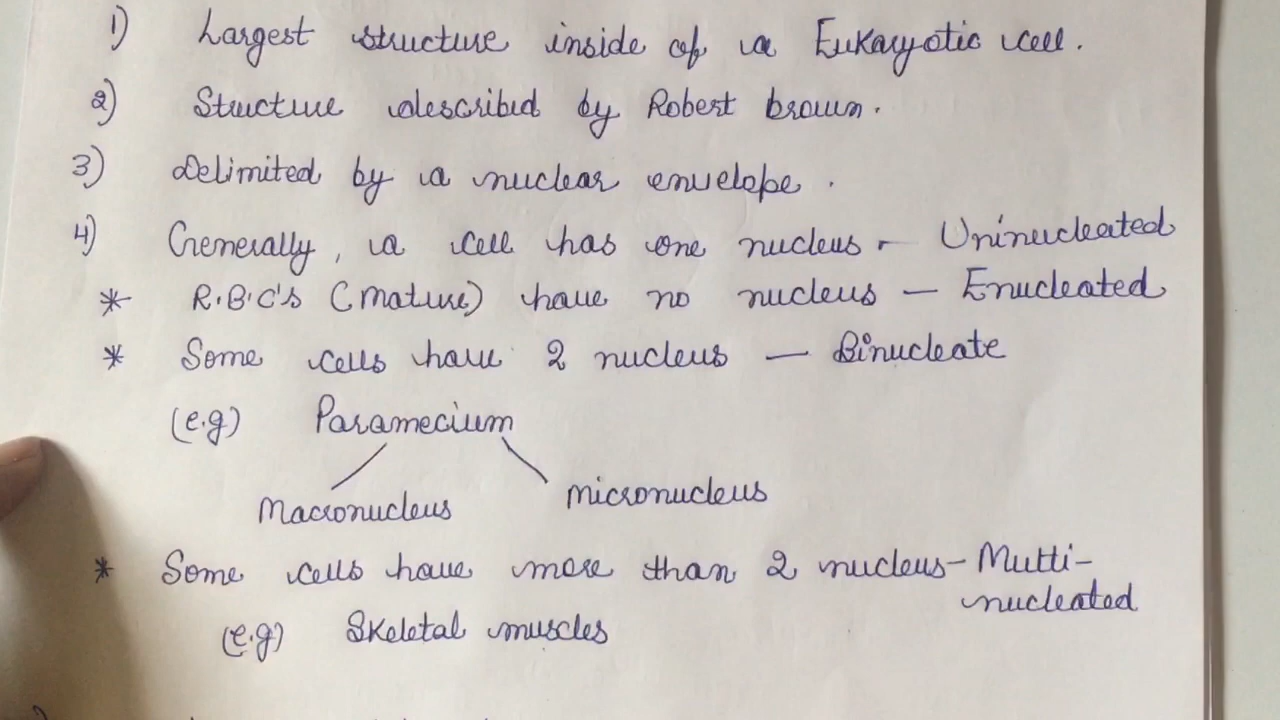 1) Largest structure inside of a Eukaryotic cell.
2) Structure described by Robert brown.
3) Delimited by a nuclear envelope.
4) Generally, a cell has one nucleus - Uninucleated
* R.B.C's (Mature) have no nucleus — Enucleated
* Some cells have 2 nucleus — Binucleate
(e.g) Paramecium
Macronucleus micronucleus
* Some cells have more than 2 nucleus - Mutti-
nucleated
(e.g) Skeletal muscles